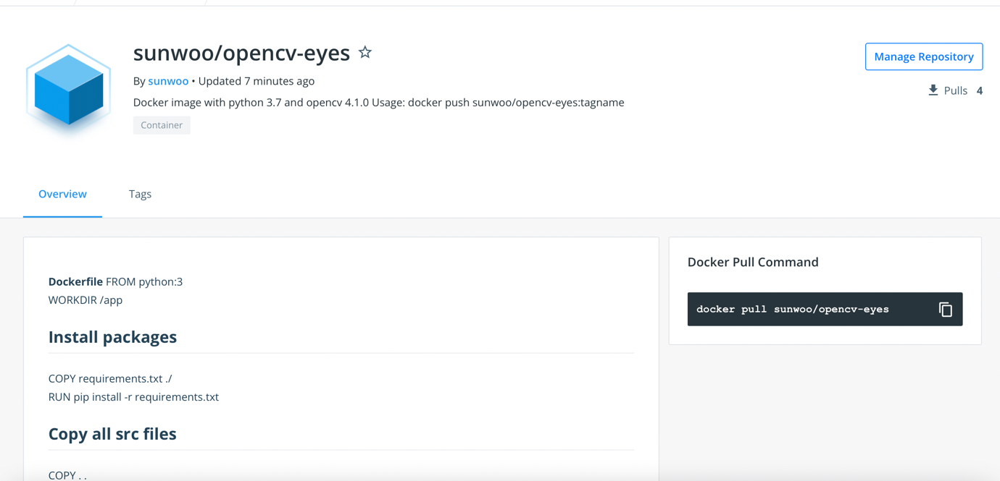 sunwoo/opencv-eyes
By sunwoo • Updated 7 minutes ago
Docker image with python 3.7 and opencv 4.1.0 Usage: docker push sunwoo/opencv-eyes:tagname
Container
Manage Repository
Pulls 4
Overview
Tags
Dockerfile FROM python:3
WORKDIR /app
Install packages
COPY requirements.txt ./
RUN pip install -r requirements.txt
Copy all src files
COPY . .
Docker Pull Command
docker pull sunwoo/opencv-eyes